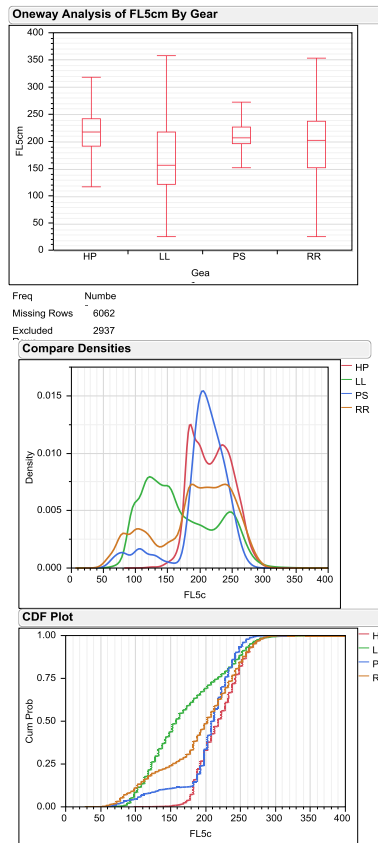 Oneway Analysis of FL5cm By Gear
400
350
300
250
200
150
100
50
0
FL5cm
HP LL PS RR
Gea
Freq Numbe
Missing Rows 6062
Excluded 2937
Compare Densities
HP
LL
PS
RR
0.015
0.010
0.005
0.000
Density
0 50 100 150 200 250 300 350 400
FL5c
CDF Plot
H
L
P
R
1.00
0.75
0.50
0.25
0.00
Cum Prob
0 50 100 150 200 250 300 350 400
FL5c